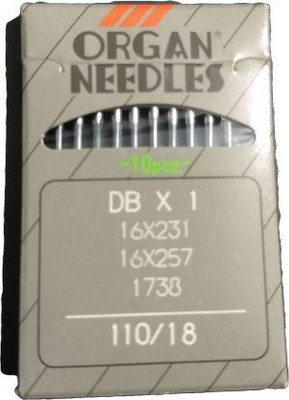 ORGAN®
NEEDLES
-10pcs-
DB X 1
16X231
16X257
1738
110/18